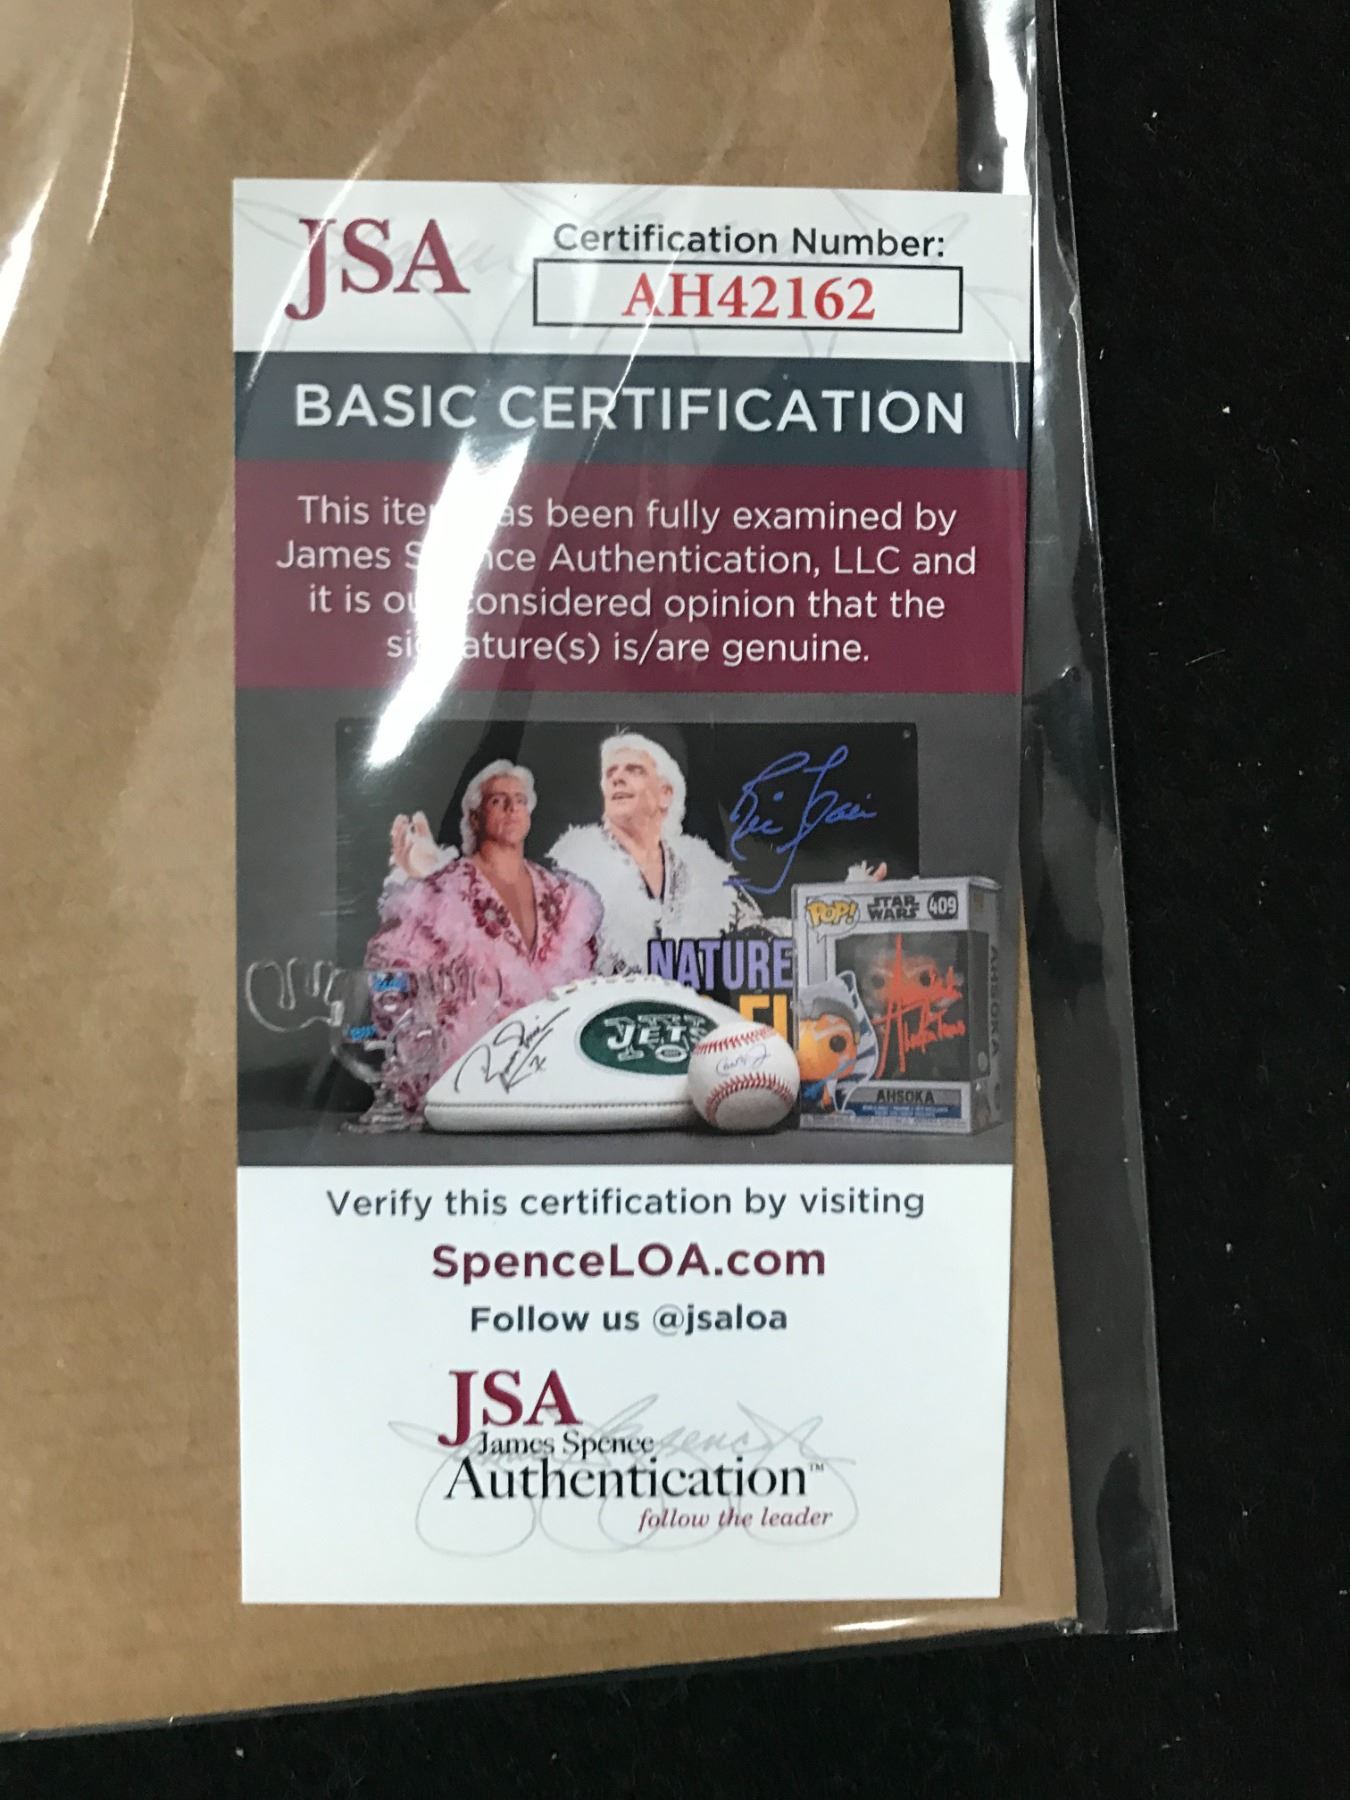 JSA
Certification Number:
AH42162
BASIC CERTIFICATION
This item has been fully examined by
James Spence Authentication, LLC and
it is our considered opinion that the
signature(s) is/are genuine.
NATURE
POP! STAR WARS 409
AHSOKA
JETS
AHSOKA
Verify this certification by visiting
SpenceLOA.com
Follow us @jsaloa
JSA
James Spence
Authentication™
follow the leader